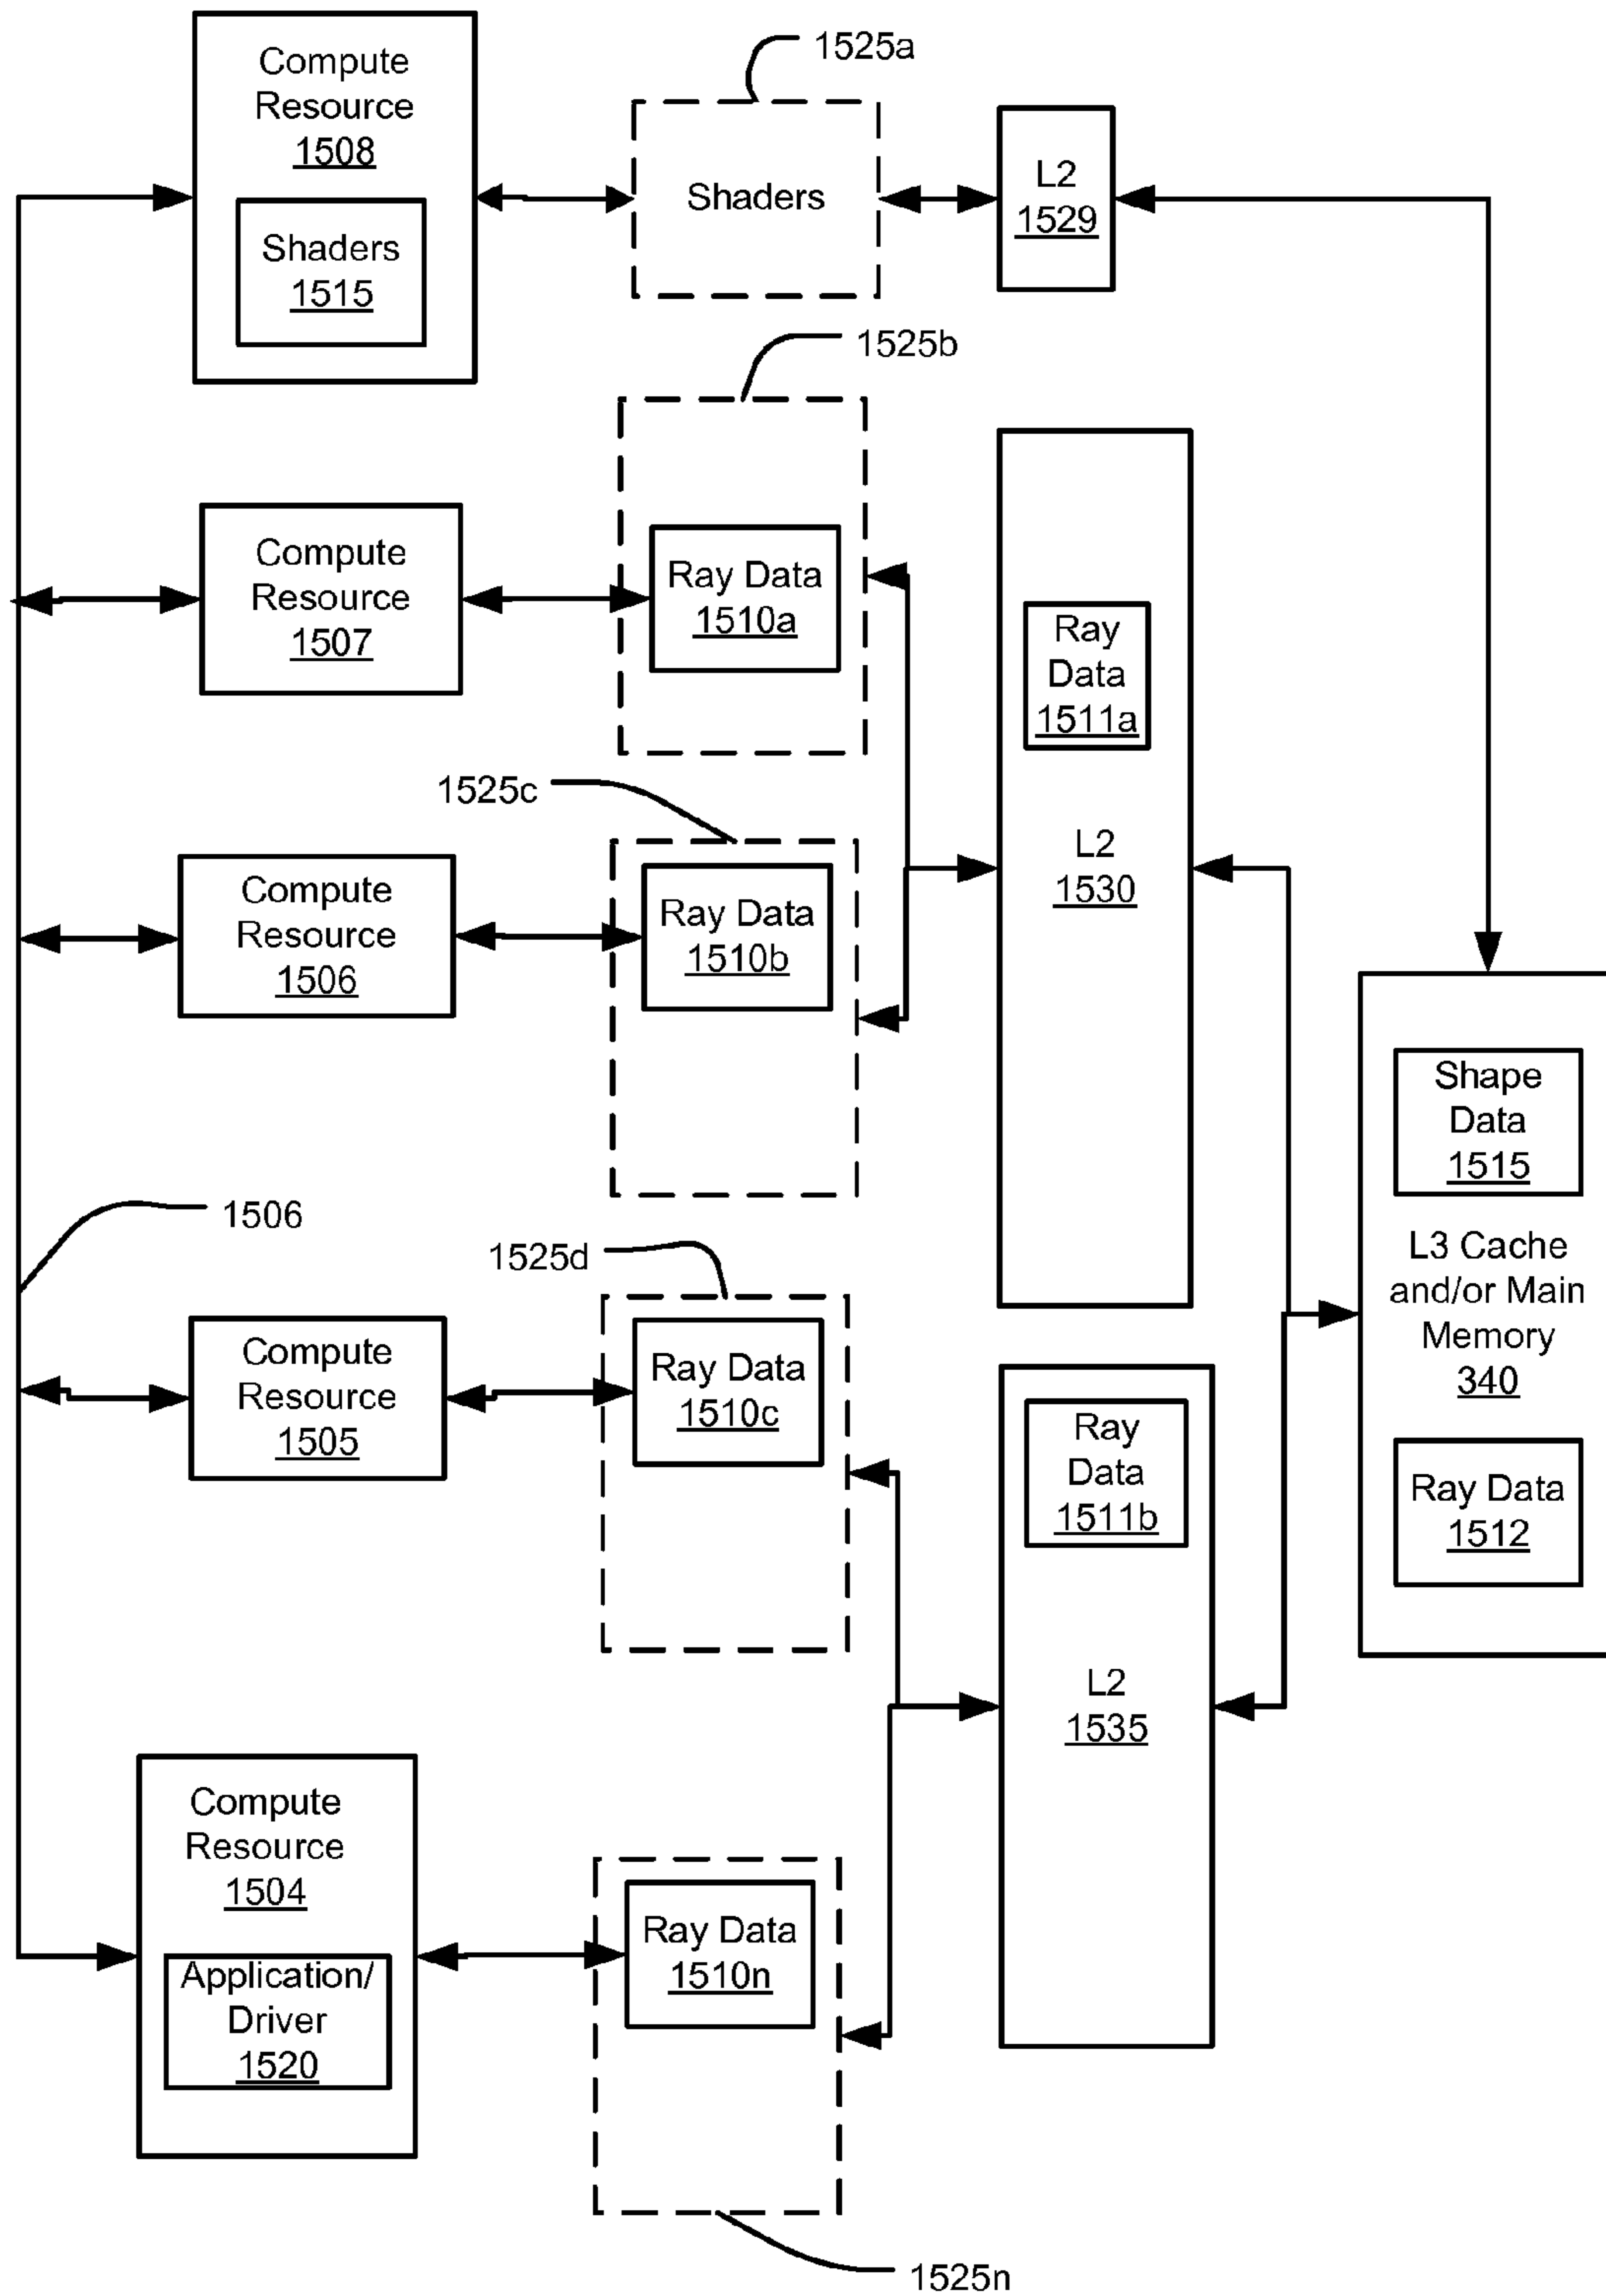 1525a
Compute
Resource
1508
Shaders
1515
Shaders
L2
1529
1525b
Compute
Resource
1507
Ray Data
1510a
Ray
Data
1511a
L2
1530
1525c
Compute
Resource
1506
Ray Data
1510b
Shape
Data
1515
L3 Cache
and/or Main
Memory
340
Ray Data
1512
1506
1525d
Compute
Resource
1505
Ray Data
1510c
Ray
Data
1511b
L2
1535
Compute
Resource
1504
Application/
Driver
1520
Ray Data
1510n
1525n